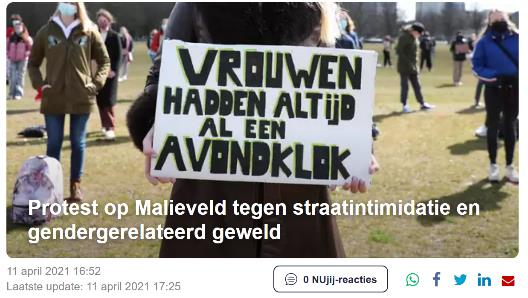 VROUWEN
HADDEN ALTIJD
AL EEN
AVONDKLOK
Protest op Malieveld tegen straatintimidatie en
gendergerelateerd geweld
11 april 2021 16:52
0 NUjij-reacties
Laatste update: 11 april 2021 17:25